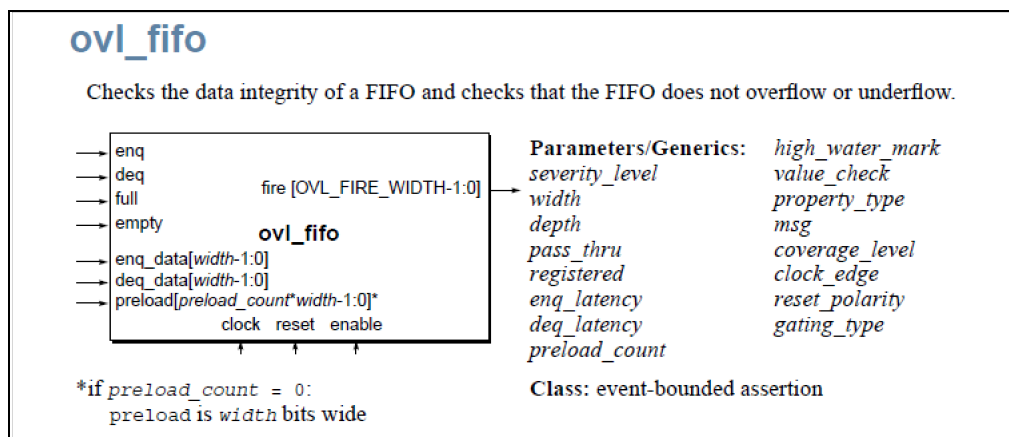 ovl_fifo
Checks the data integrity of a FIFO and checks that the FIFO does not overflow or underflow.
enq
deq
full
empty
fire [OVL_FIRE_WIDTH-1:0]
ovl_fifo
enq_data[width-1:0]
deq_data[width-1:0]
preload[preload_count*width-1:0]*
clock reset enable
*if preload_count = 0:
preload is width bits wide
Parameters/Generics: high_water_mark
severity_level value_check
width property_type
depth msg
pass_thru coverage_level
registered clock_edge
enq_latency reset_polarity
deq_latency gating_type
preload_count
Class: event-bounded assertion